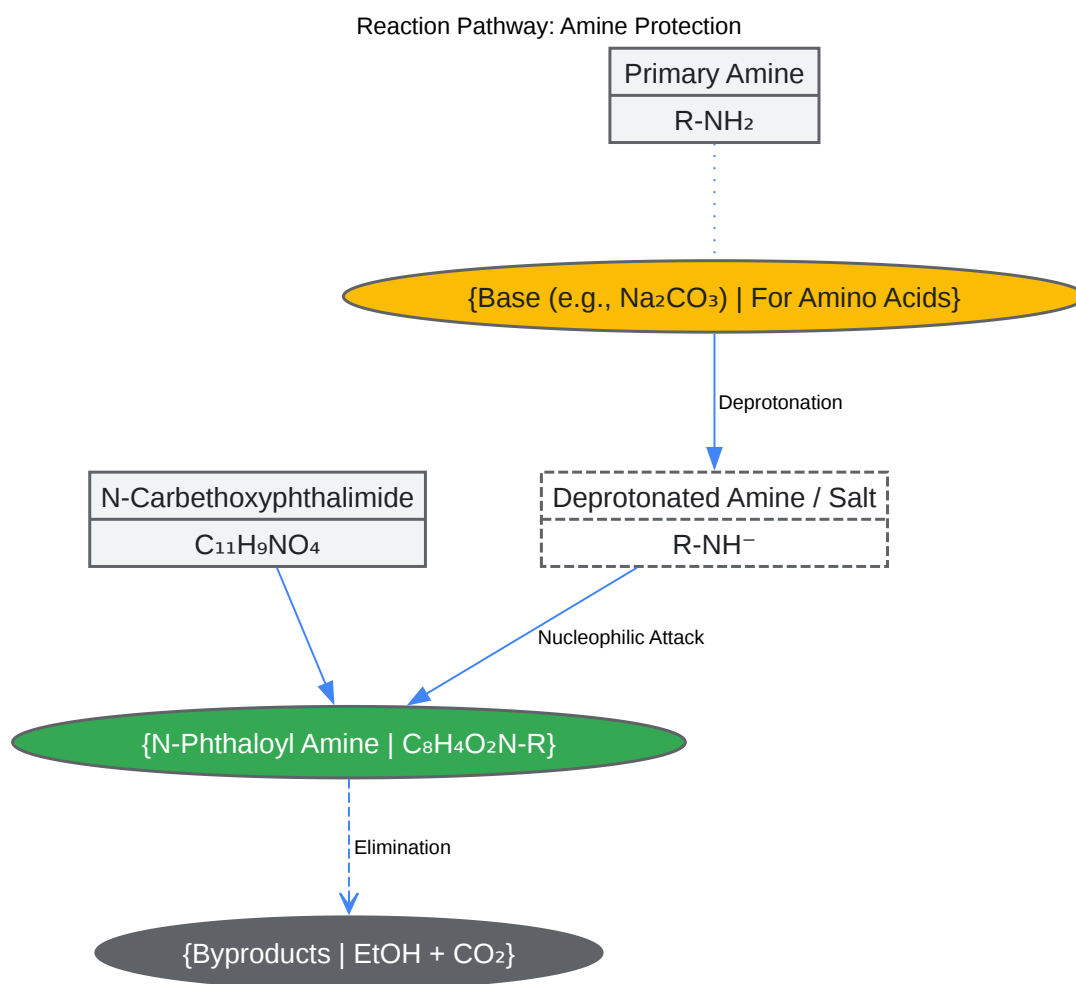 Reaction Pathway: Amine Protection
Primary Amine
R-NH₂
{Base (e.g., Na₂CO₃) | For Amino Acids}
Deprotonation
N-Carbethoxyphthalimide
C₁₁H₉NO₄
Deprotonated Amine / Salt
R-NH⁻
Nucleophilic Attack
{N-Phthaloyl Amine | C₈H₄O₂N-R}
Elimination
{Byproducts | EtOH + CO₂}